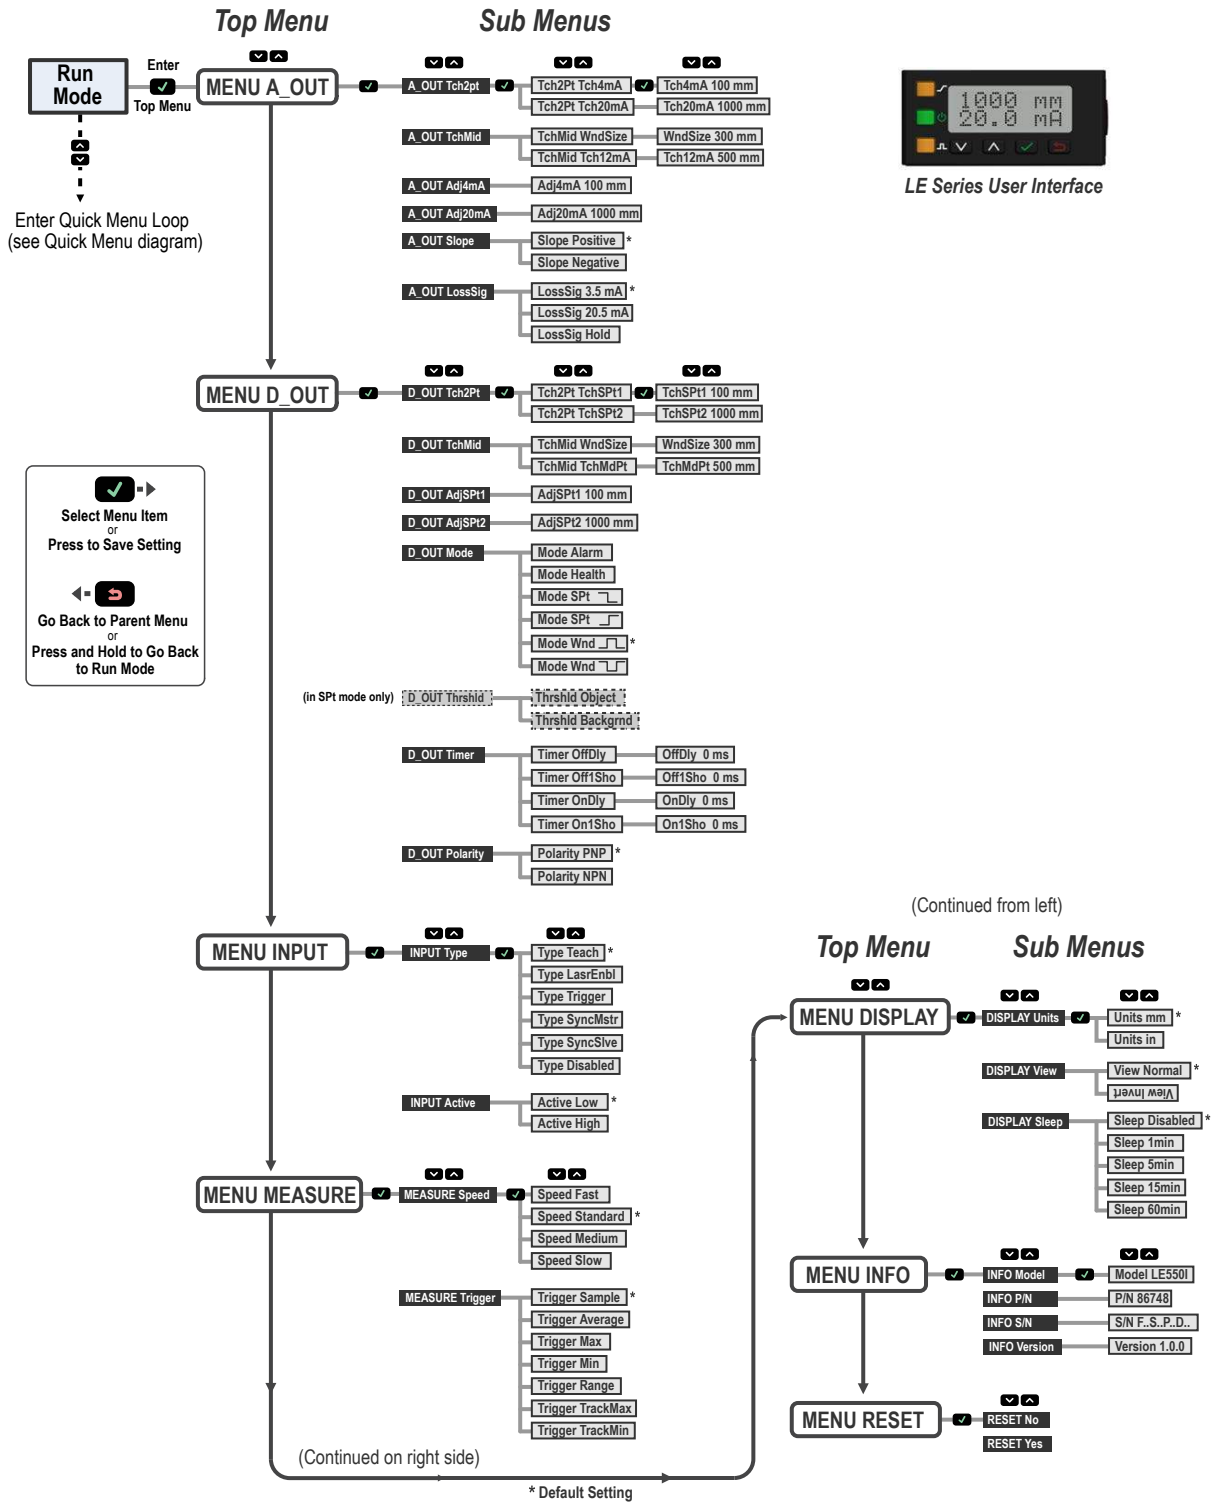 Top Menu
Sub Menus
Run
Mode
Enter
Top Menu
Enter Quick Menu Loop
(see Quick Menu diagram)
MENU A_OUT
A_OUT Tch2pt
Tch2Pt Tch4mA
Tch4mA 100 mm
Tch2Pt Tch20mA
Tch20mA 1000 mm
A_OUT TchMid
TchMid WndSize
WndSize 300 mm
TchMid Tch12mA
Tch12mA 500 mm
A_OUT Adj4mA
Adj4mA 100 mm
A_OUT Adj20mA
Adj20mA 1000 mm
A_OUT Slope
Slope Positive *
Slope Negative
A_OUT LossSig
LossSig 3.5 mA *
LossSig 20.5 mA
LossSig Hold
1000 mm
20.0 mA
LE Series User Interface
MENU D_OUT
D_OUT Tch2Pt
Tch2Pt TchSPt1
TchSPt1 100 mm
Tch2Pt TchSPt2
TchSPt2 1000 mm
D_OUT TchMid
TchMid WndSize
WndSize 300 mm
TchMid TchMdPt
TchMdPt 500 mm
D_OUT AdjSPt1
AdjSPt1 100 mm
D_OUT AdjSPt2
AdjSPt2 1000 mm
D_OUT Mode
Mode Alarm
Mode Health
Mode SPt
Mode SPt
Mode Wnd *
Mode Wnd
(in SPt mode only)
D_OUT Thrshld
Thrshld Object
Thrshld Backgrnd
D_OUT Timer
Timer OffDly
OffDly 0 ms
Timer Off1Sho
Off1Sho 0 ms
Timer OnDly
OnDly 0 ms
Timer On1Sho
On1Sho 0 ms
D_OUT Polarity
Polarity PNP *
Polarity NPN
Select Menu Item
or
Press to Save Setting
Go Back to Parent Menu
or
Press and Hold to Go Back
to Run Mode
MENU INPUT
INPUT Type
Type Teach *
Type LasrEnbl
Type Trigger
Type SyncMstr
Type SyncSlve
Type Disabled
INPUT Active
Active Low *
Active High
MENU MEASURE
MEASURE Speed
Speed Fast
Speed Standard *
Speed Medium
Speed Slow
MEASURE Trigger
Trigger Sample *
Trigger Average
Trigger Max
Trigger Min
Trigger Range
Trigger TrackMax
Trigger TrackMin
(Continued on right side)
* Default Setting
(Continued from left)
Top Menu
Sub Menus
MENU DISPLAY
DISPLAY Units
Units mm *
Units in
DISPLAY View
View Normal *
View Invert
DISPLAY Sleep
Sleep Disabled *
Sleep 1min
Sleep 5min
Sleep 15min
Sleep 60min
MENU INFO
INFO Model
Model LE550I
INFO P/N
P/N 86748
INFO S/N
S/N F..S..P..D..
INFO Version
Version 1.0.0
MENU RESET
RESET No
RESET Yes